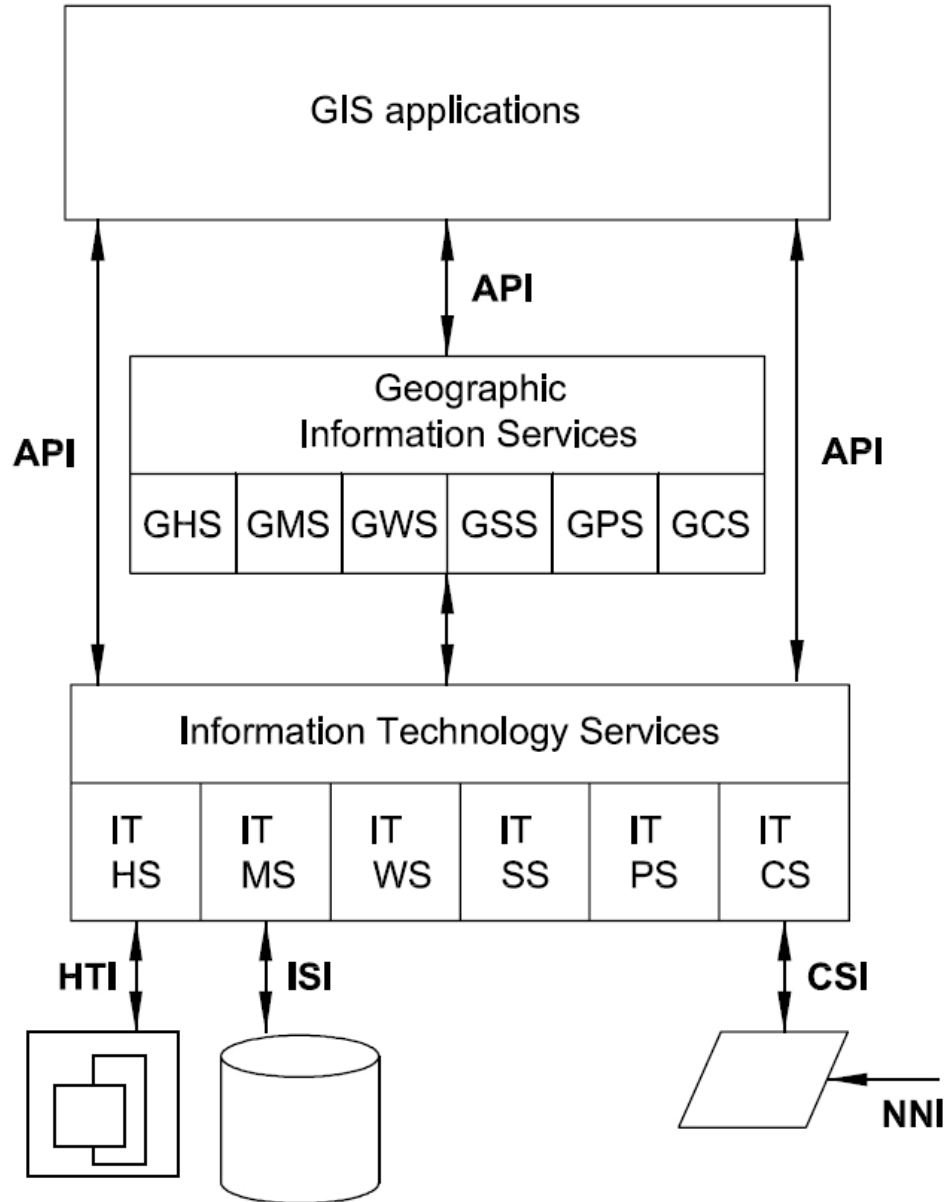 GIS applications
API
Geographic
Information Services
API
API
GHS GMS GWS GSS GPS GCS
Information Technology Services
IT IT IT IT IT IT
HS MS WS SS PS CS
HTI ISI CSI
NNI